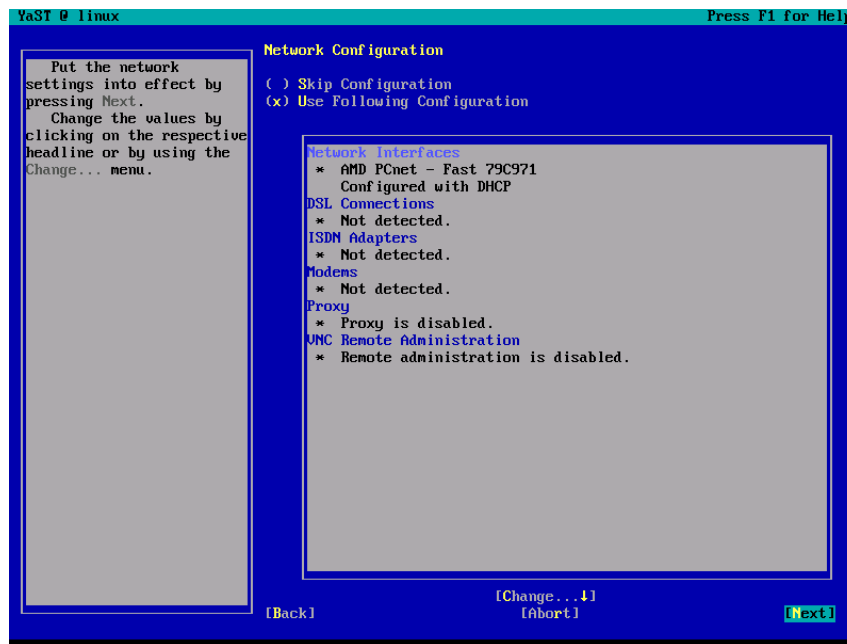 YaST @ linux
Press F1 for Help
Put the network
settings into effect by
pressing Next.
Change the values by
clicking on the respective
headline or by using the
Change... menu.
Network Configuration
( ) Skip Configuration
(x) Use Following Configuration
Network Interfaces
* AMD PCnet - Fast 79C971
Configured with DHCP
DSL Connections
* Not detected.
ISDN Adapters
* Not detected.
Modems
* Not detected.
Proxy
* Proxy is disabled.
VNC Remote Administration
* Remote administration is disabled.
[Change...↓]
[Back] [Abort] [Next]